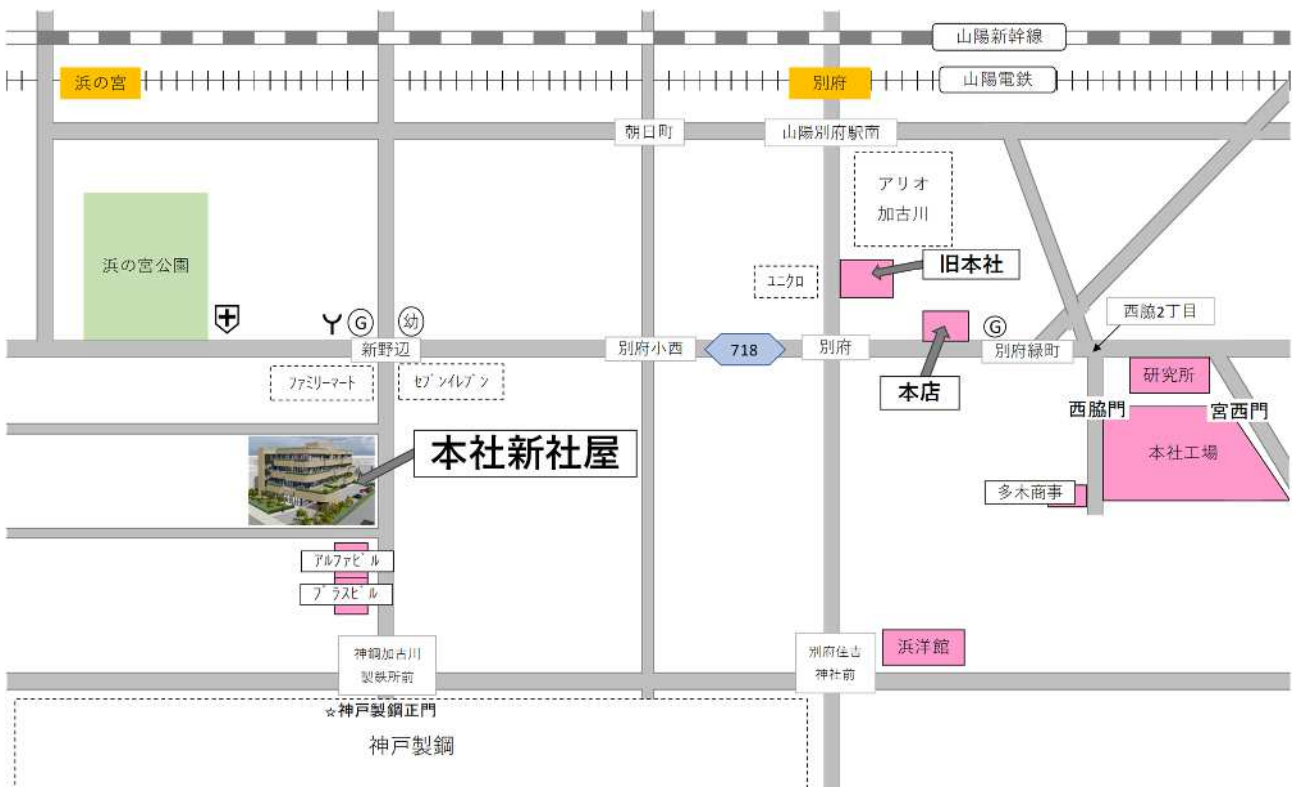 山陽新幹線
浜の宮
別府
山陽電鉄
朝日町
山陽別府駅南
アリオ
加古川
浜の宮公園
旧本社
ユニクロ
西脇2丁目
G
幼
G
新野辺
別府小西
718
別府
別府緑町
ファミリーマート
セブンイレブン
本店
研究所
西脇門
宮西門
本社新社屋
本社工場
多木商事
アルファビル
プラスビル
神鋼加古川
製鉄所前
別府住吉
神社前
浜洋館
☆神戸製鋼正門
神戸製鋼